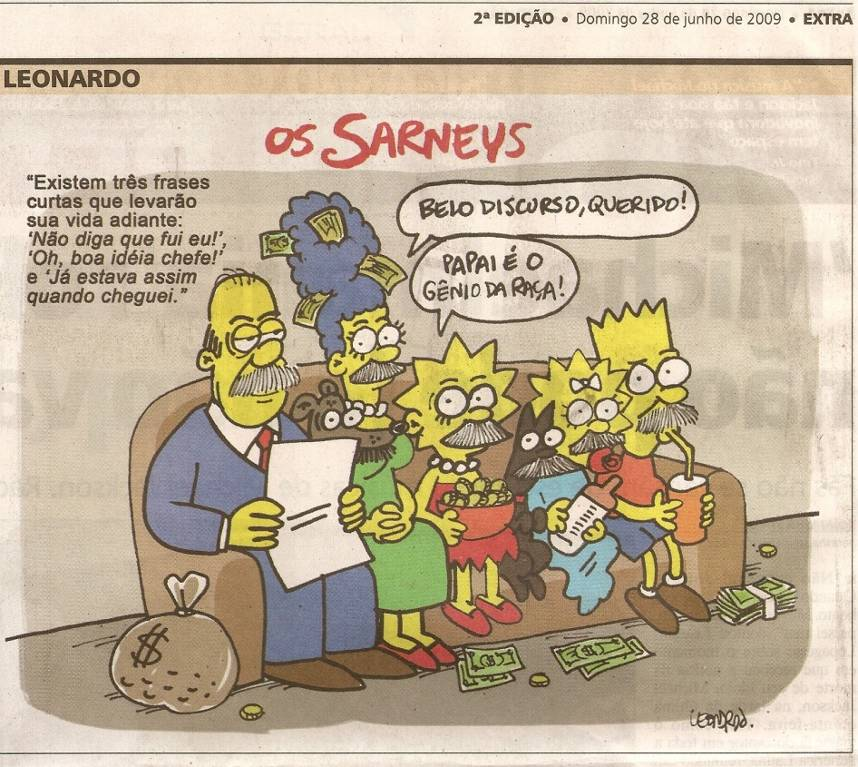 2ª EDIÇÃO • Domingo 28 de junho de 2009 • EXTRA
LEONARDO
OS SARNEYS
"Existem três frases
curtas que levarão
sua vida adiante:
'Não diga que fui eu!',
'Oh, boa idéia chefe!'
e 'Já estava assim
quando cheguei."
BELO DISCURSO, QUERIDO!
PAPAI É O
GÊNIO DA RAÇA!
$
LEONARDO.